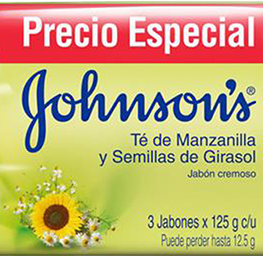 Precio Especial
Johnson's®
Té de Manzanilla
y Semillas de Girasol
Jabón cremoso
3 Jabones x 125 g c/u
Puede perder hasta 12.5 g